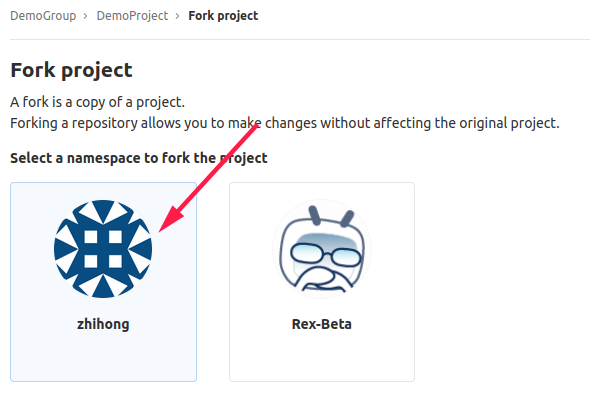 DemoGroup › DemoProject › Fork project
Fork project
A fork is a copy of a project.
Forking a repository allows you to make changes without affecting the original project.
Select a namespace to fork the project
zhihong
Rex-Beta